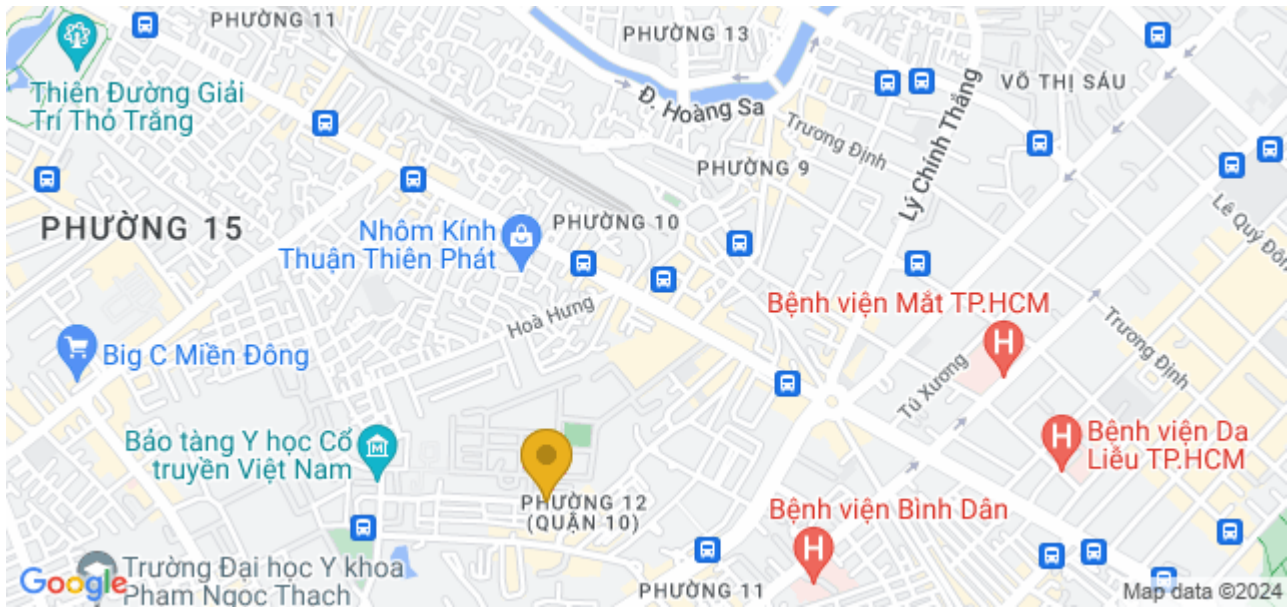 PHƯỜNG 11
PHƯỜNG 13
VÕ THỊ SÁU
Thiên Đường Giải
Trí Thỏ Trắng
Đ. Hoàng Sa
Trương Định
Lý Chính Thắng
PHƯỜNG 9
Lê Quý Đôn
PHƯỜNG 15
PHƯỜNG 10
Nhôm Kính
Thuận Thiên Phát
Hoà Hưng
Bệnh viện Mắt TP.HCM
Trương Định
Big C Miền Đông
Tú Xương
Bảo tàng Y học Cổ
truyền Việt Nam
Bệnh viện Da
Liễu TP.HCM
PHƯỜNG 12
(QUẬN 10)
Bệnh viện Bình Dân
Trường Đại học Y khoa
Phạm Ngọc Thạch
PHƯỜNG 11
Google
Map data ©2024